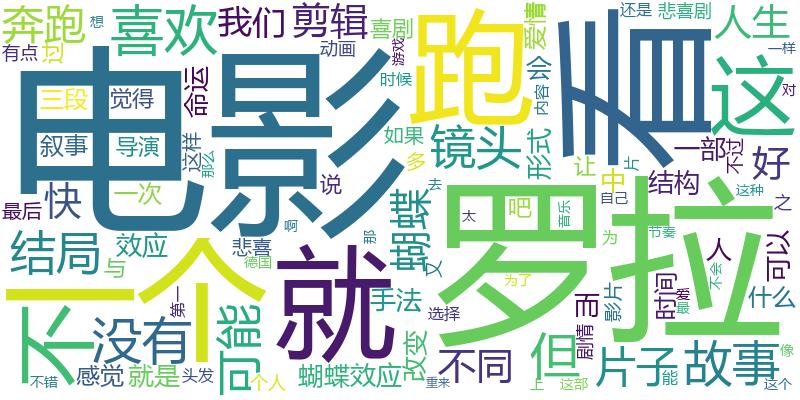 奔跑
喜欢
我们
剪辑
喜剧
爱情
还是
悲喜剧
人生
有点
想
动画
游戏
一样
过
跑
看
这
电影
命运
时候
讼
内容
对
三段
觉得
叙事
导演
这样
那么
如果
多
镜头
形式
让
片
一部
不过
好
中
结构
自己
这种
一次
说
最后
快
蝴蝶
去
太
吧
音乐
之
罗拉
结局
效应
悲喜
啊
那
又
为
节奏
人
可以
与
德国
就
为了
而
影片
时间
爱
最
不会
什么
不
一个
没有
第一
可能
手法
选择
改变
不同
但
剧情
片子
能
故事
像
感觉
就是
头发
蝴蝶效应
不错
个人
重来
上
这部
这个